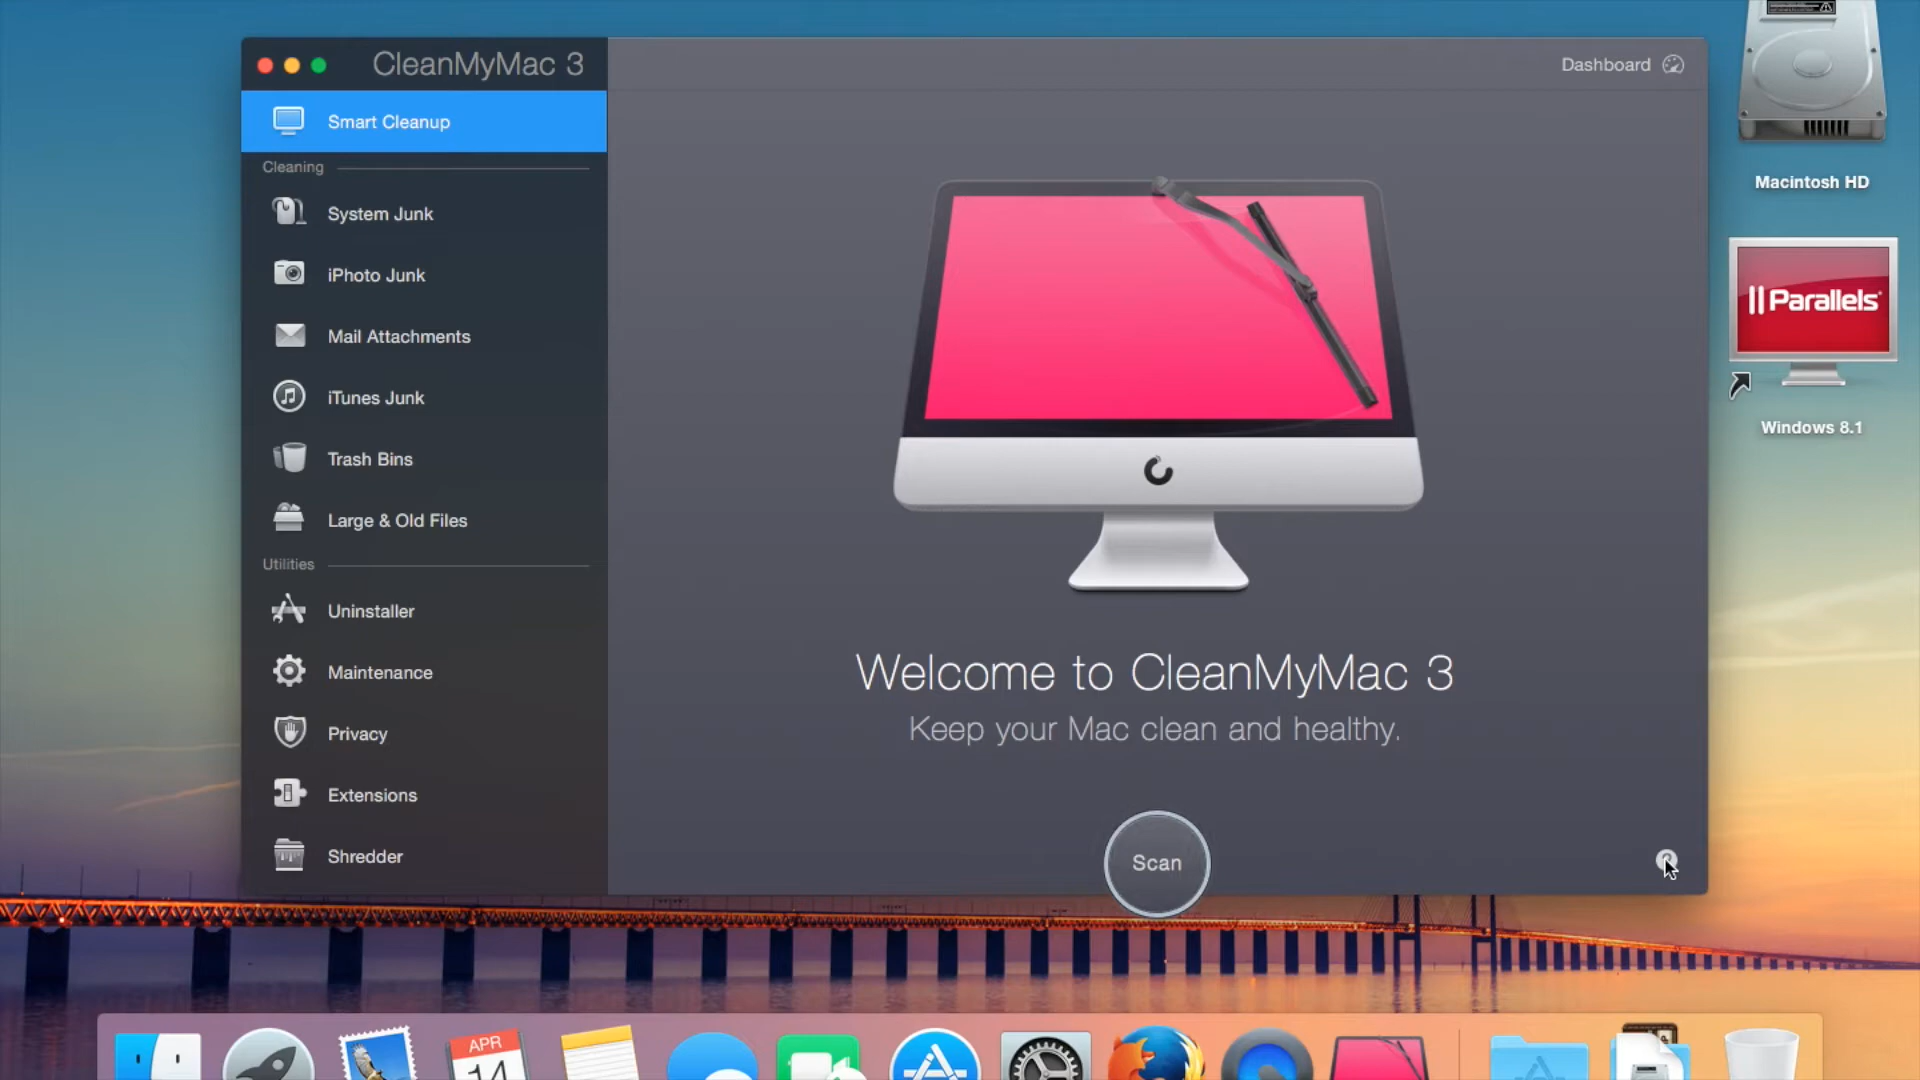 CleanMyMac 3
Dashboard
Smart Cleanup
Cleaning
System Junk
iPhoto Junk
Mail Attachments
iTunes Junk
Trash Bins
Large & Old Files
Utilities
Uninstaller
Maintenance
Privacy
Extensions
Shredder
Welcome to CleanMyMac 3
Keep your Mac clean and healthy.
Scan
Macintosh HD
Parallels
Windows 8.1
APR
14